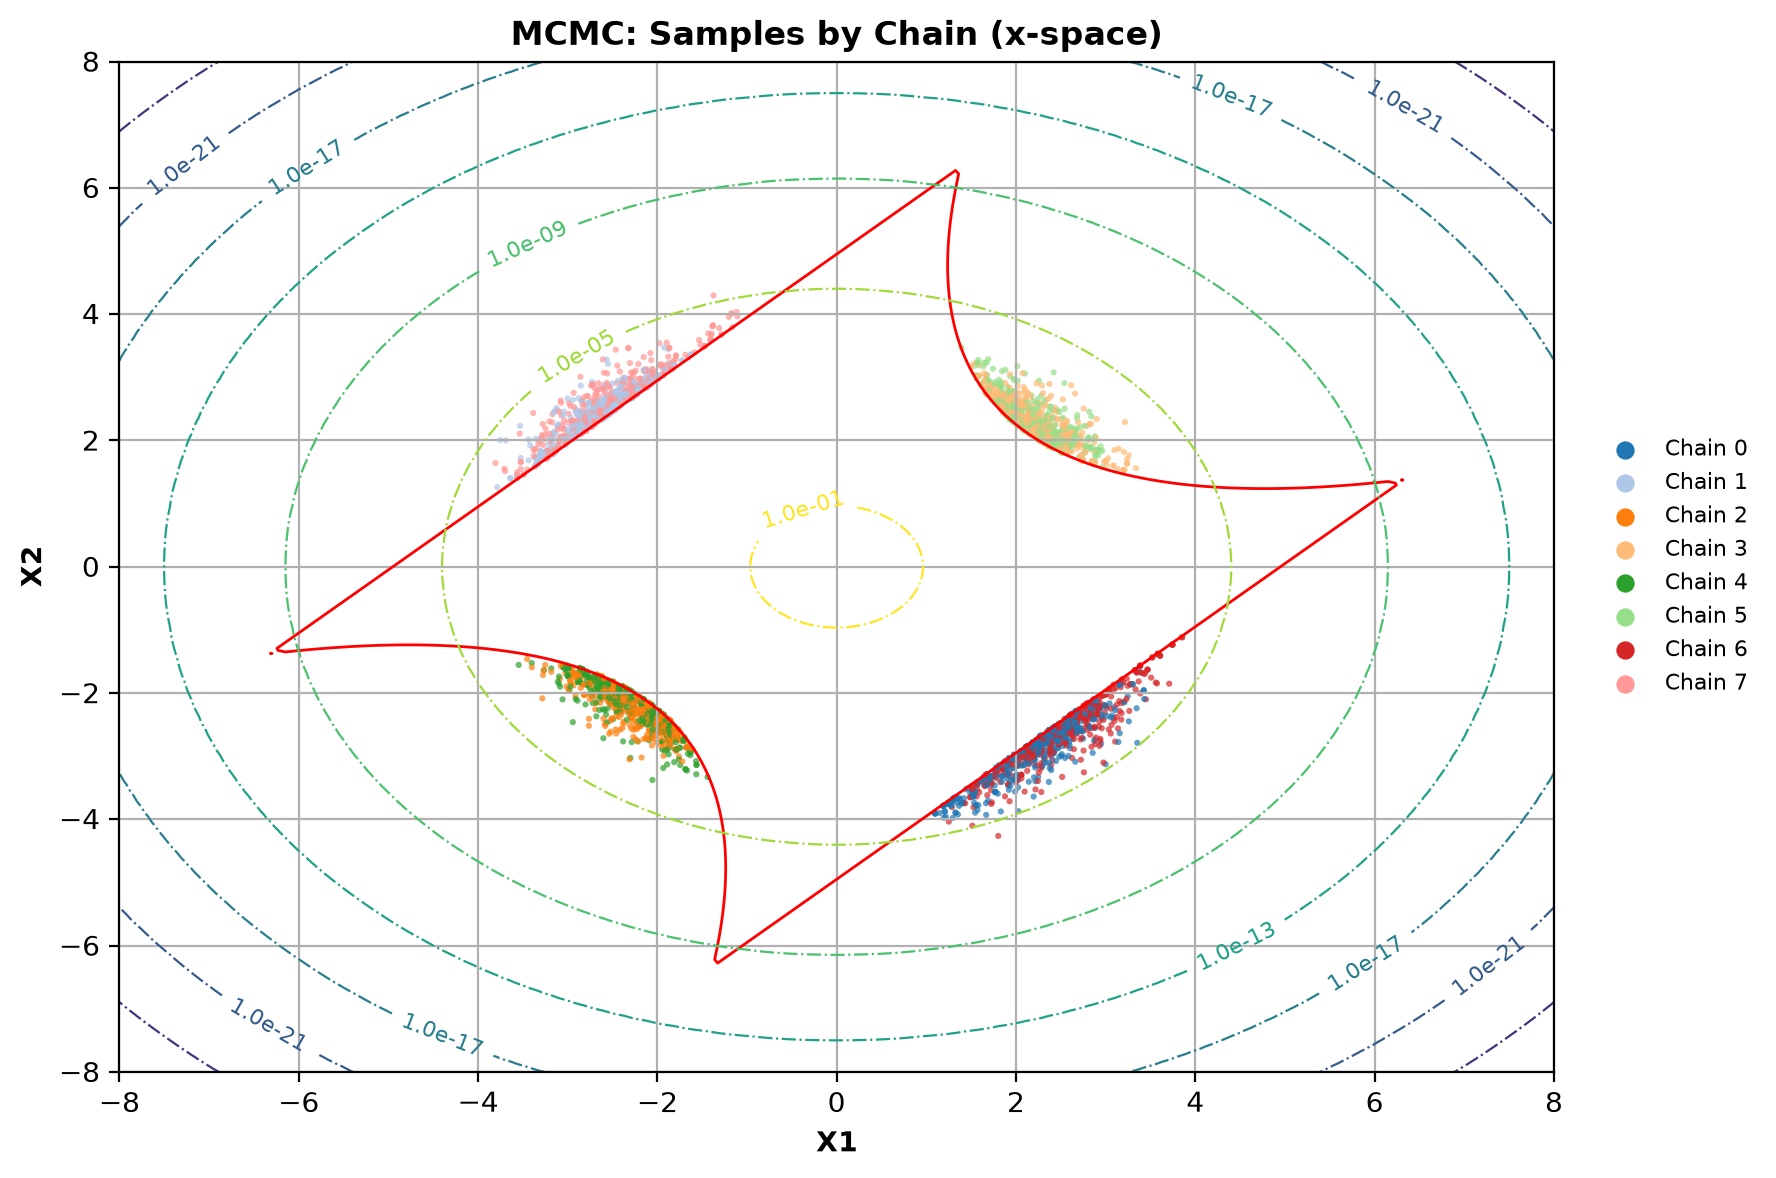 MCMC: Samples by Chain (x-space)
8
6
4
2
0
−2
−4
−6
−8
X2
1.0e-17
1.0e-21
1.0e-21
1.0e-17
1.0e-09
1.0e-05
1.0e-01
1.0e-13
1.0e-17
1.0e-21
1.0e-21
1.0e-17
Chain 0
Chain 1
Chain 2
Chain 3
Chain 4
Chain 5
Chain 6
Chain 7
−8 −6 −4 −2 0 2 4 6 8
X1